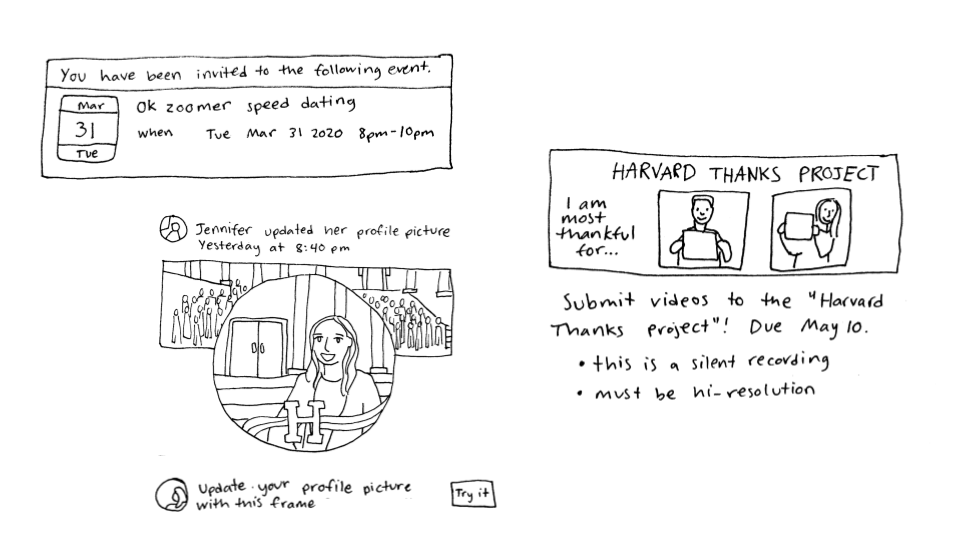 You have been invited to the following event.
Mar
31
Tue
Ok zoomer speed dating
when Tue Mar 31 2020 8pm-10pm
Jennifer updated her profile picture
Yesterday at 8:40 pm
H
Update your profile picture
with this frame
Try it
HARVARD THANKS PROJECT
I am
most
thankful
for...
Submit videos to the "Harvard
Thanks project"! Due May 10.
• this is a silent recording
• must be hi-resolution